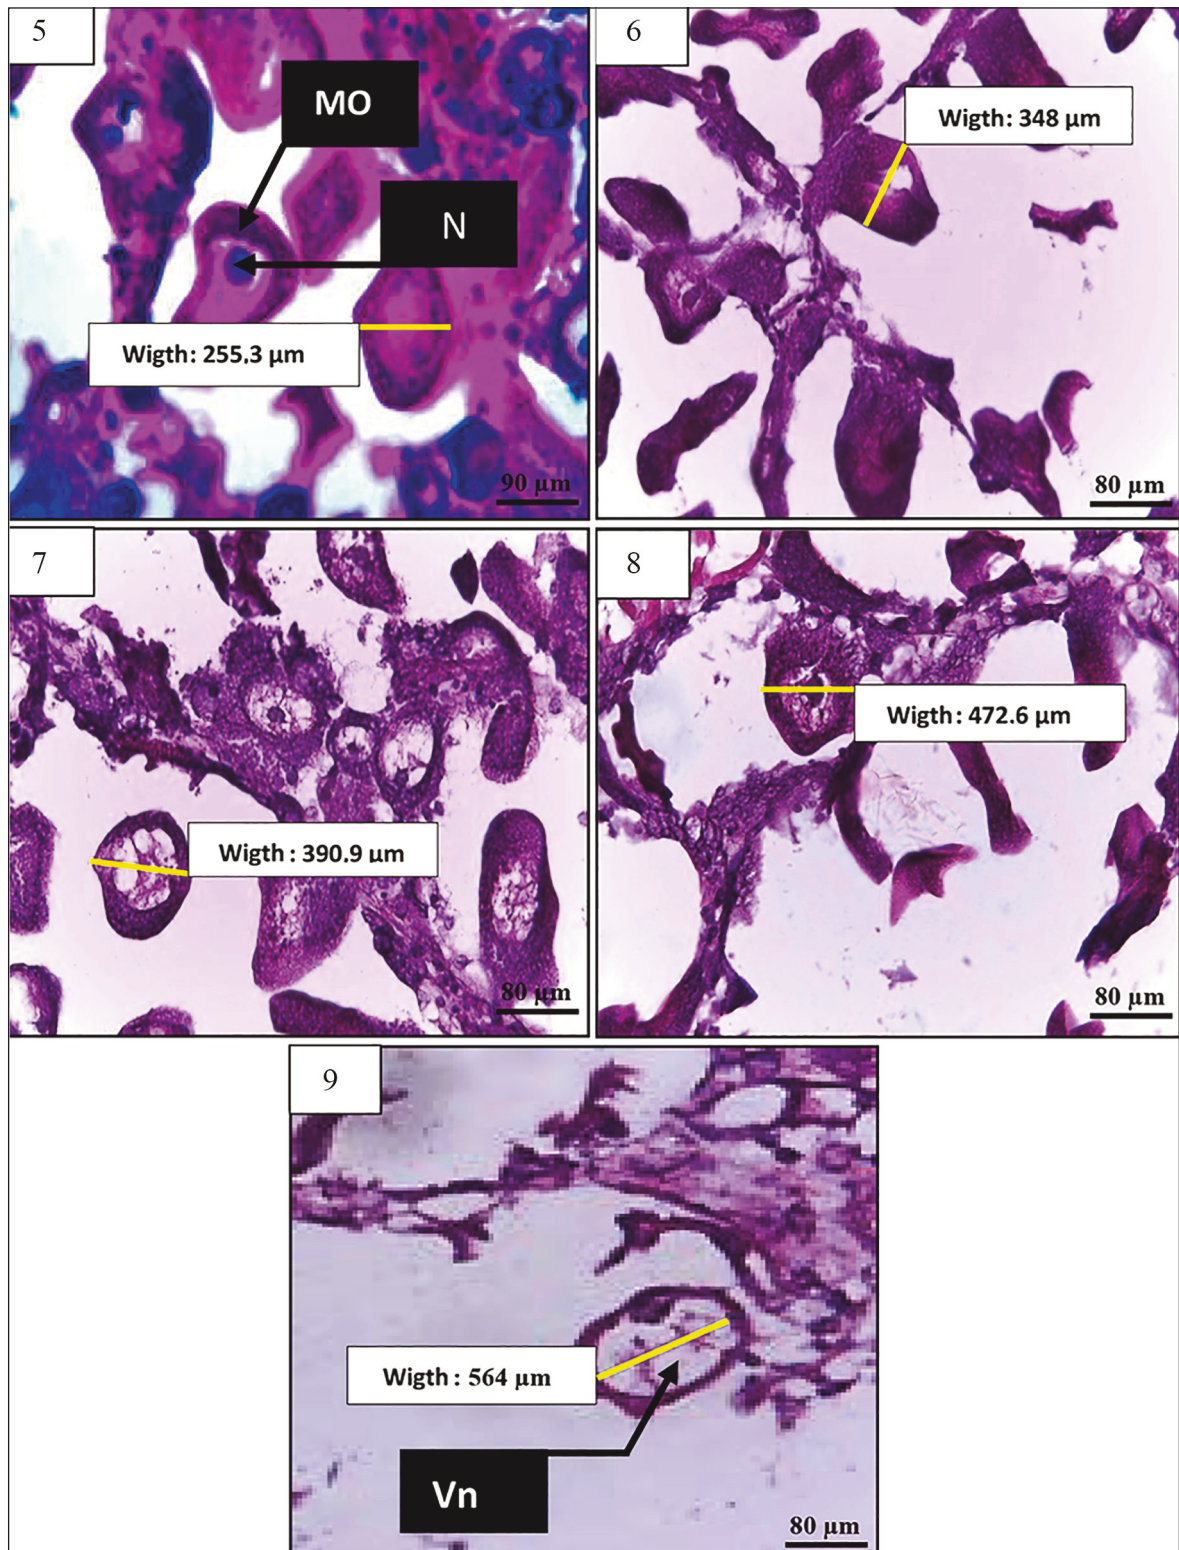 5
MO
N
Wigth: 255.3 µm
90 µm
6
Wigth: 348 µm
80 µm
7
Wigth : 390.9 µm
80 µm
8
Wigth : 472.6 µm
80 µm
9
Wigth : 564 µm
Vn
80 µm